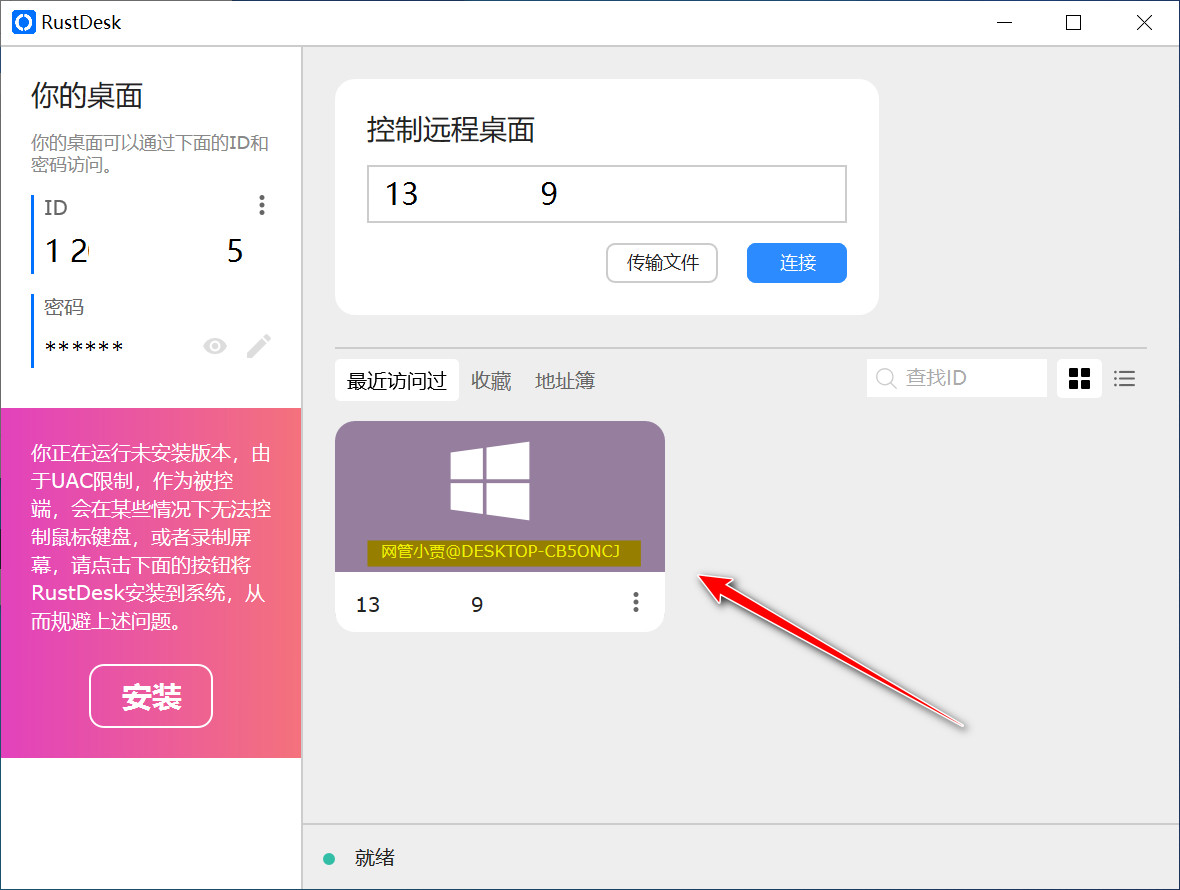 RustDesk
你的桌面
你的桌面可以通过下面的ID和
密码访问。
ID
1 2 5
密码
******
你正在运行未安装版本，由
于UAC限制，作为被控
端，会在某些情况下无法控
制鼠标键盘，或者录制屏
幕，请点击下面的按钮将
RustDesk安装到系统，从
而规避上述问题。
安装
控制远程桌面
13 9
传输文件
连接
最近访问过
收藏
地址簿
查找ID
网管小贾@DESKTOP-CB5ONCJ
13 9
就绪